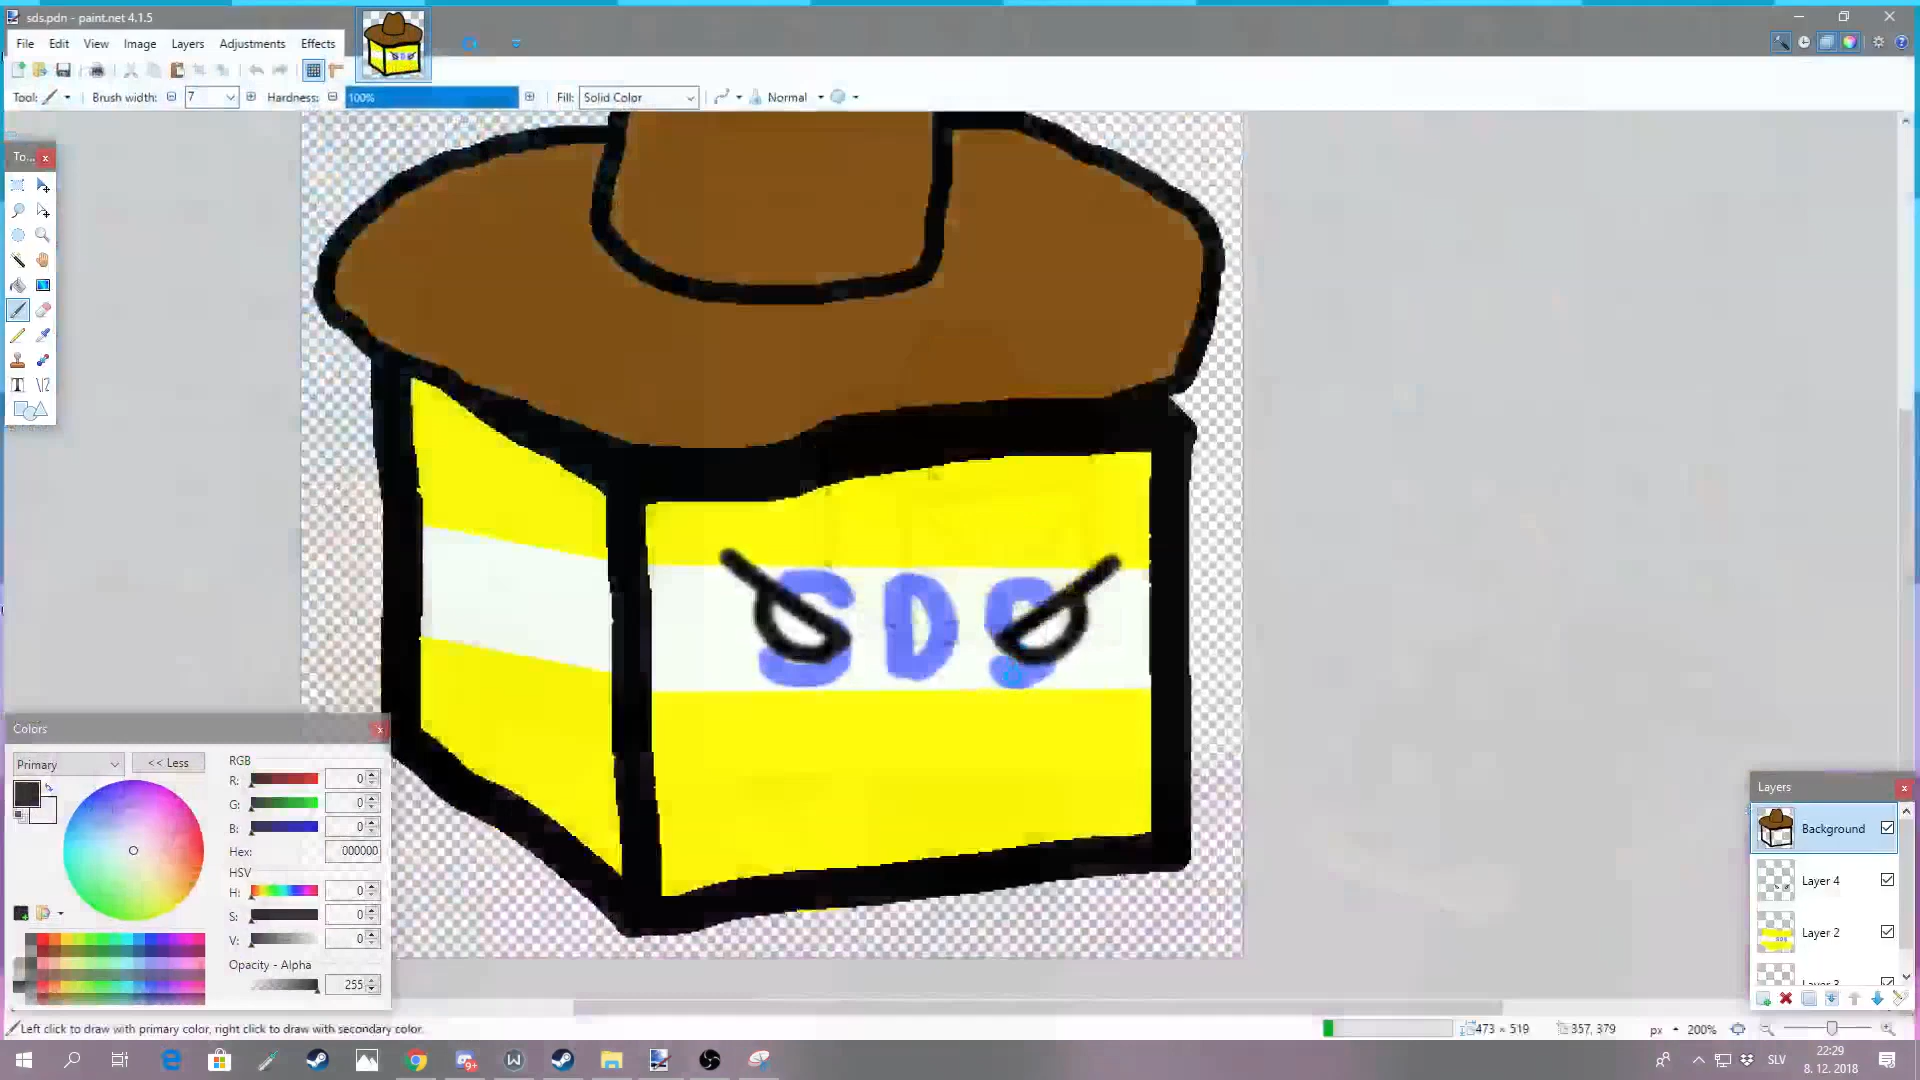 sds.pdn - paint.net 4.1.5
File Edit View Image Layers Adjustments Effects
Tool: Brush width: 7 Hardness: 100% Fill: Solid Color Normal
To...
SDS
Colors
Primary << Less RGB
R: 0
G: 0
B: 0
Hex: 000000
HSV
H: 0
S: 0
V: 0
Opacity - Alpha
255
Layers
Background
Layer 4
Layer 2
Left click to draw with primary color, right click to draw with secondary color.
473 × 519 357, 379 px 200%
9+
SLV
22:29
8. 12. 2018